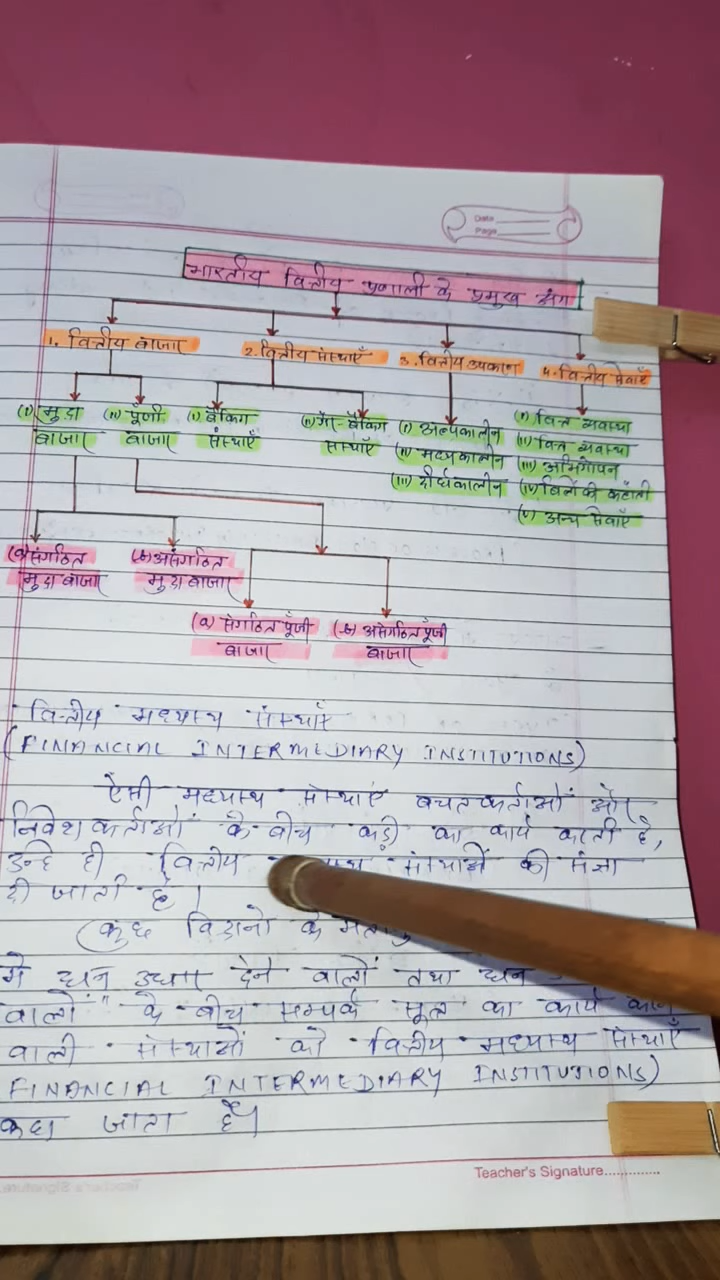 Date
Page
भारतीय वित्तीय प्रणाली के प्रमुख अंग
1. वित्तीय बाजार
2. वित्तीय संस्थाएँ
3. वित्तीय उपकरण
4. वित्तीय सेवाएँ
(i) मुद्रा बाजार
(ii) पूँजी बाजार
(i) बैंकिंग संस्थाएँ
(ii) गैर-बैंकिंग संस्थाएँ
(i) अल्पकालीन
(ii) मध्यकालीन
(iii) दीर्घकालीन
(i) वित्त व्यवस्था
(ii) वित्त व्यवस्था
(iii) अभिगोपन
(iv) बिलों की कटौती
(v) अन्य सेवाएँ
(a) संगठित मुद्रा बाजार
(b) असंगठित मुद्रा बाजार
(a) संगठित पूँजी बाजार
(b) असंगठित पूँजी बाजार
वित्तीय मध्यस्थ संस्थाएँ
(FINANCIAL INTERMEDIARY INSTITUTIONS)
ऐसी मध्यस्थ संस्थाएं बचतकर्ताओं और
निवेशकर्ताओं के बीच कड़ी का कार्य करती है,
उन्हे ही वित्तीय संस्थाओं की संज्ञा
दी जाती है।
(कुछ विद्वानो के
मे धन उधार देने वालों तथा धन
वालों" के बीच सम्पर्क सूत्र का कार्य
वाली संस्थाओं को वित्तीय मध्यस्थ संस्थाएँ
FINANCIAL INTERMEDIARY INSTITUTIONS)
कहा जाता है।
Teacher's Signature..............